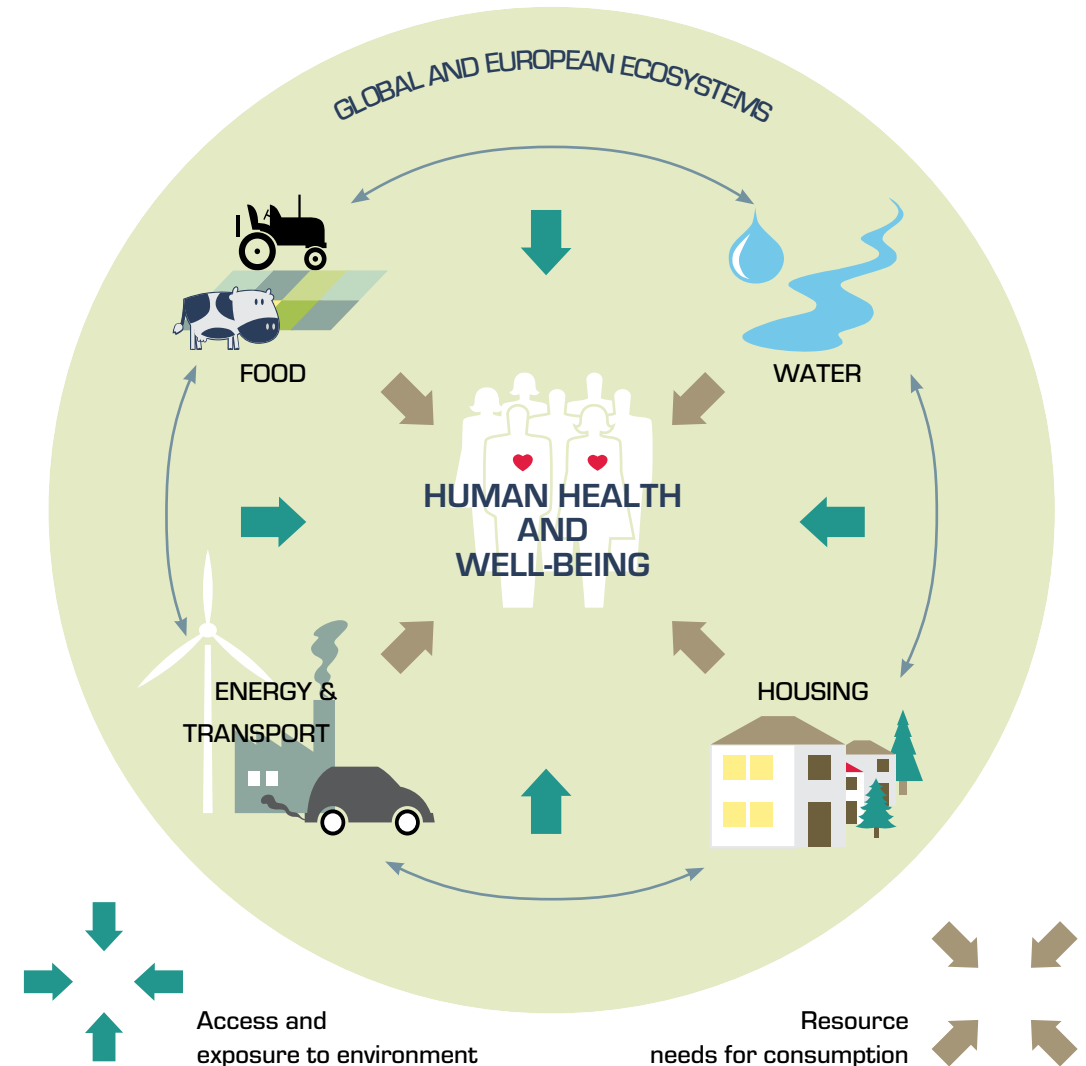 GLOBAL AND EUROPEAN ECOSYSTEMS
FOOD
WATER
HUMAN HEALTH
AND
WELL-BEING
ENERGY &
TRANSPORT
HOUSING
Access and
exposure to environment
Resource
needs for consumption